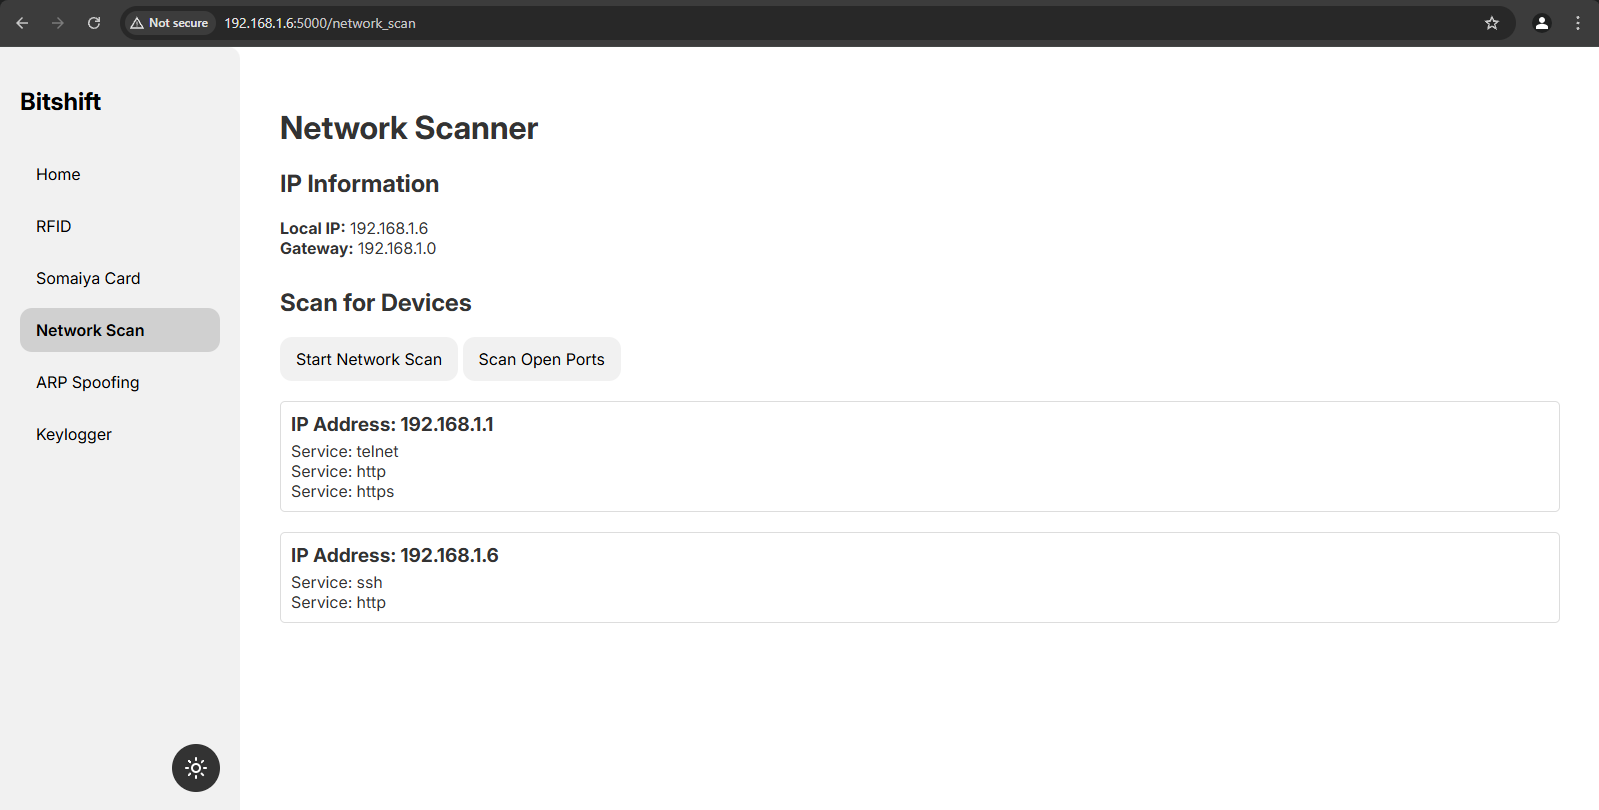 Not secure 192.168.1.6:5000/network_scan
Bitshift
Home
RFID
Somaiya Card
Network Scan
ARP Spoofing
Keylogger
Network Scanner
IP Information
Local IP: 192.168.1.6
Gateway: 192.168.1.0
Scan for Devices
Start Network Scan Scan Open Ports
IP Address: 192.168.1.1
Service: telnet
Service: http
Service: https
IP Address: 192.168.1.6
Service: ssh
Service: http